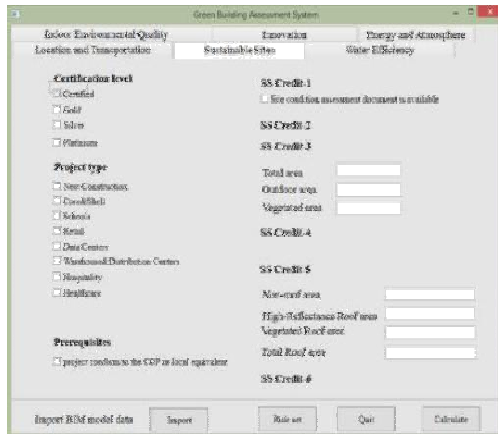 Green Building Assessment System
Indoor Environmental Quality
Innovation
Energy and Atmosphere
Location and Transportation
Sustainable Sites
Water Efficiency
Certification level
Certified
Gold
Silver
Platinum
Project type
New Construction
Core&Shell
Schools
Retail
Data Centers
Warehouse&Distribution Centers
Hospitality
Healthcare
Prerequisites
project conforms to the CGP or local equivalent
SS Credit 1
Site condition assessment document is available
SS Credit 2
SS Credit 3
Total area
Outdoor area
Vegetated area
SS Credit 4
SS Credit 5
Non-roof area
High-Reflectance Roof area
Vegetated Roof area
Total Roof area
SS Credit 6
Import BIM model data
Import
Rule set
Quit
Calculate